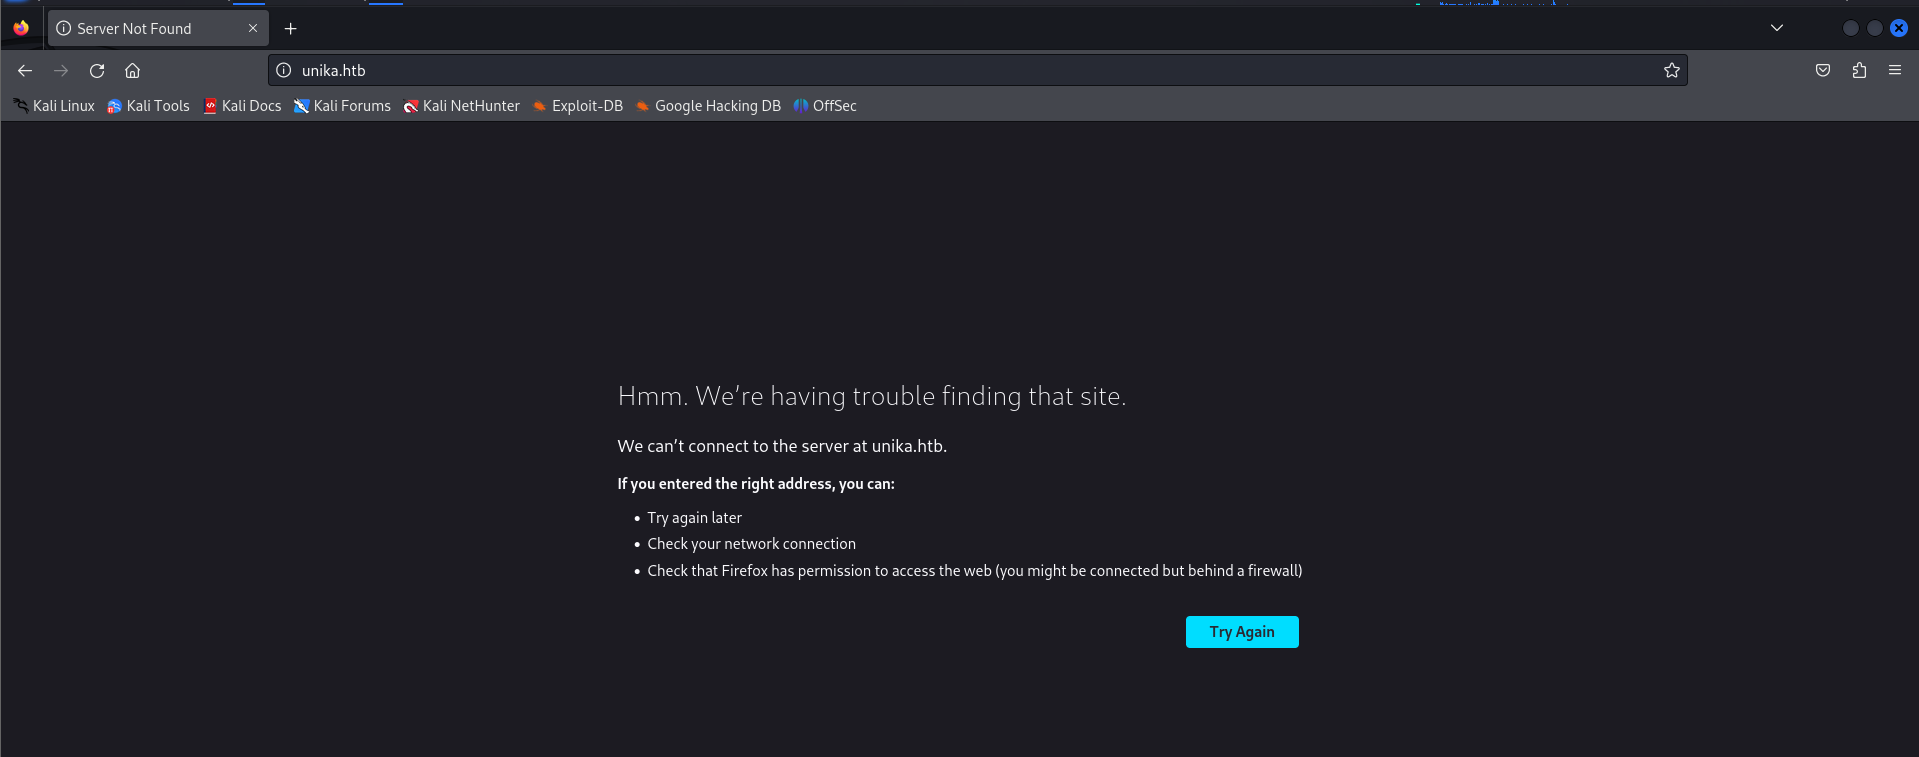 Server Not Found
unika.htb
Kali Linux Kali Tools Kali Docs Kali Forums Kali NetHunter Exploit-DB Google Hacking DB OffSec
Hmm. We’re having trouble finding that site.
We can’t connect to the server at unika.htb.
If you entered the right address, you can:
• Try again later
• Check your network connection
• Check that Firefox has permission to access the web (you might be connected but behind a firewall)
Try Again